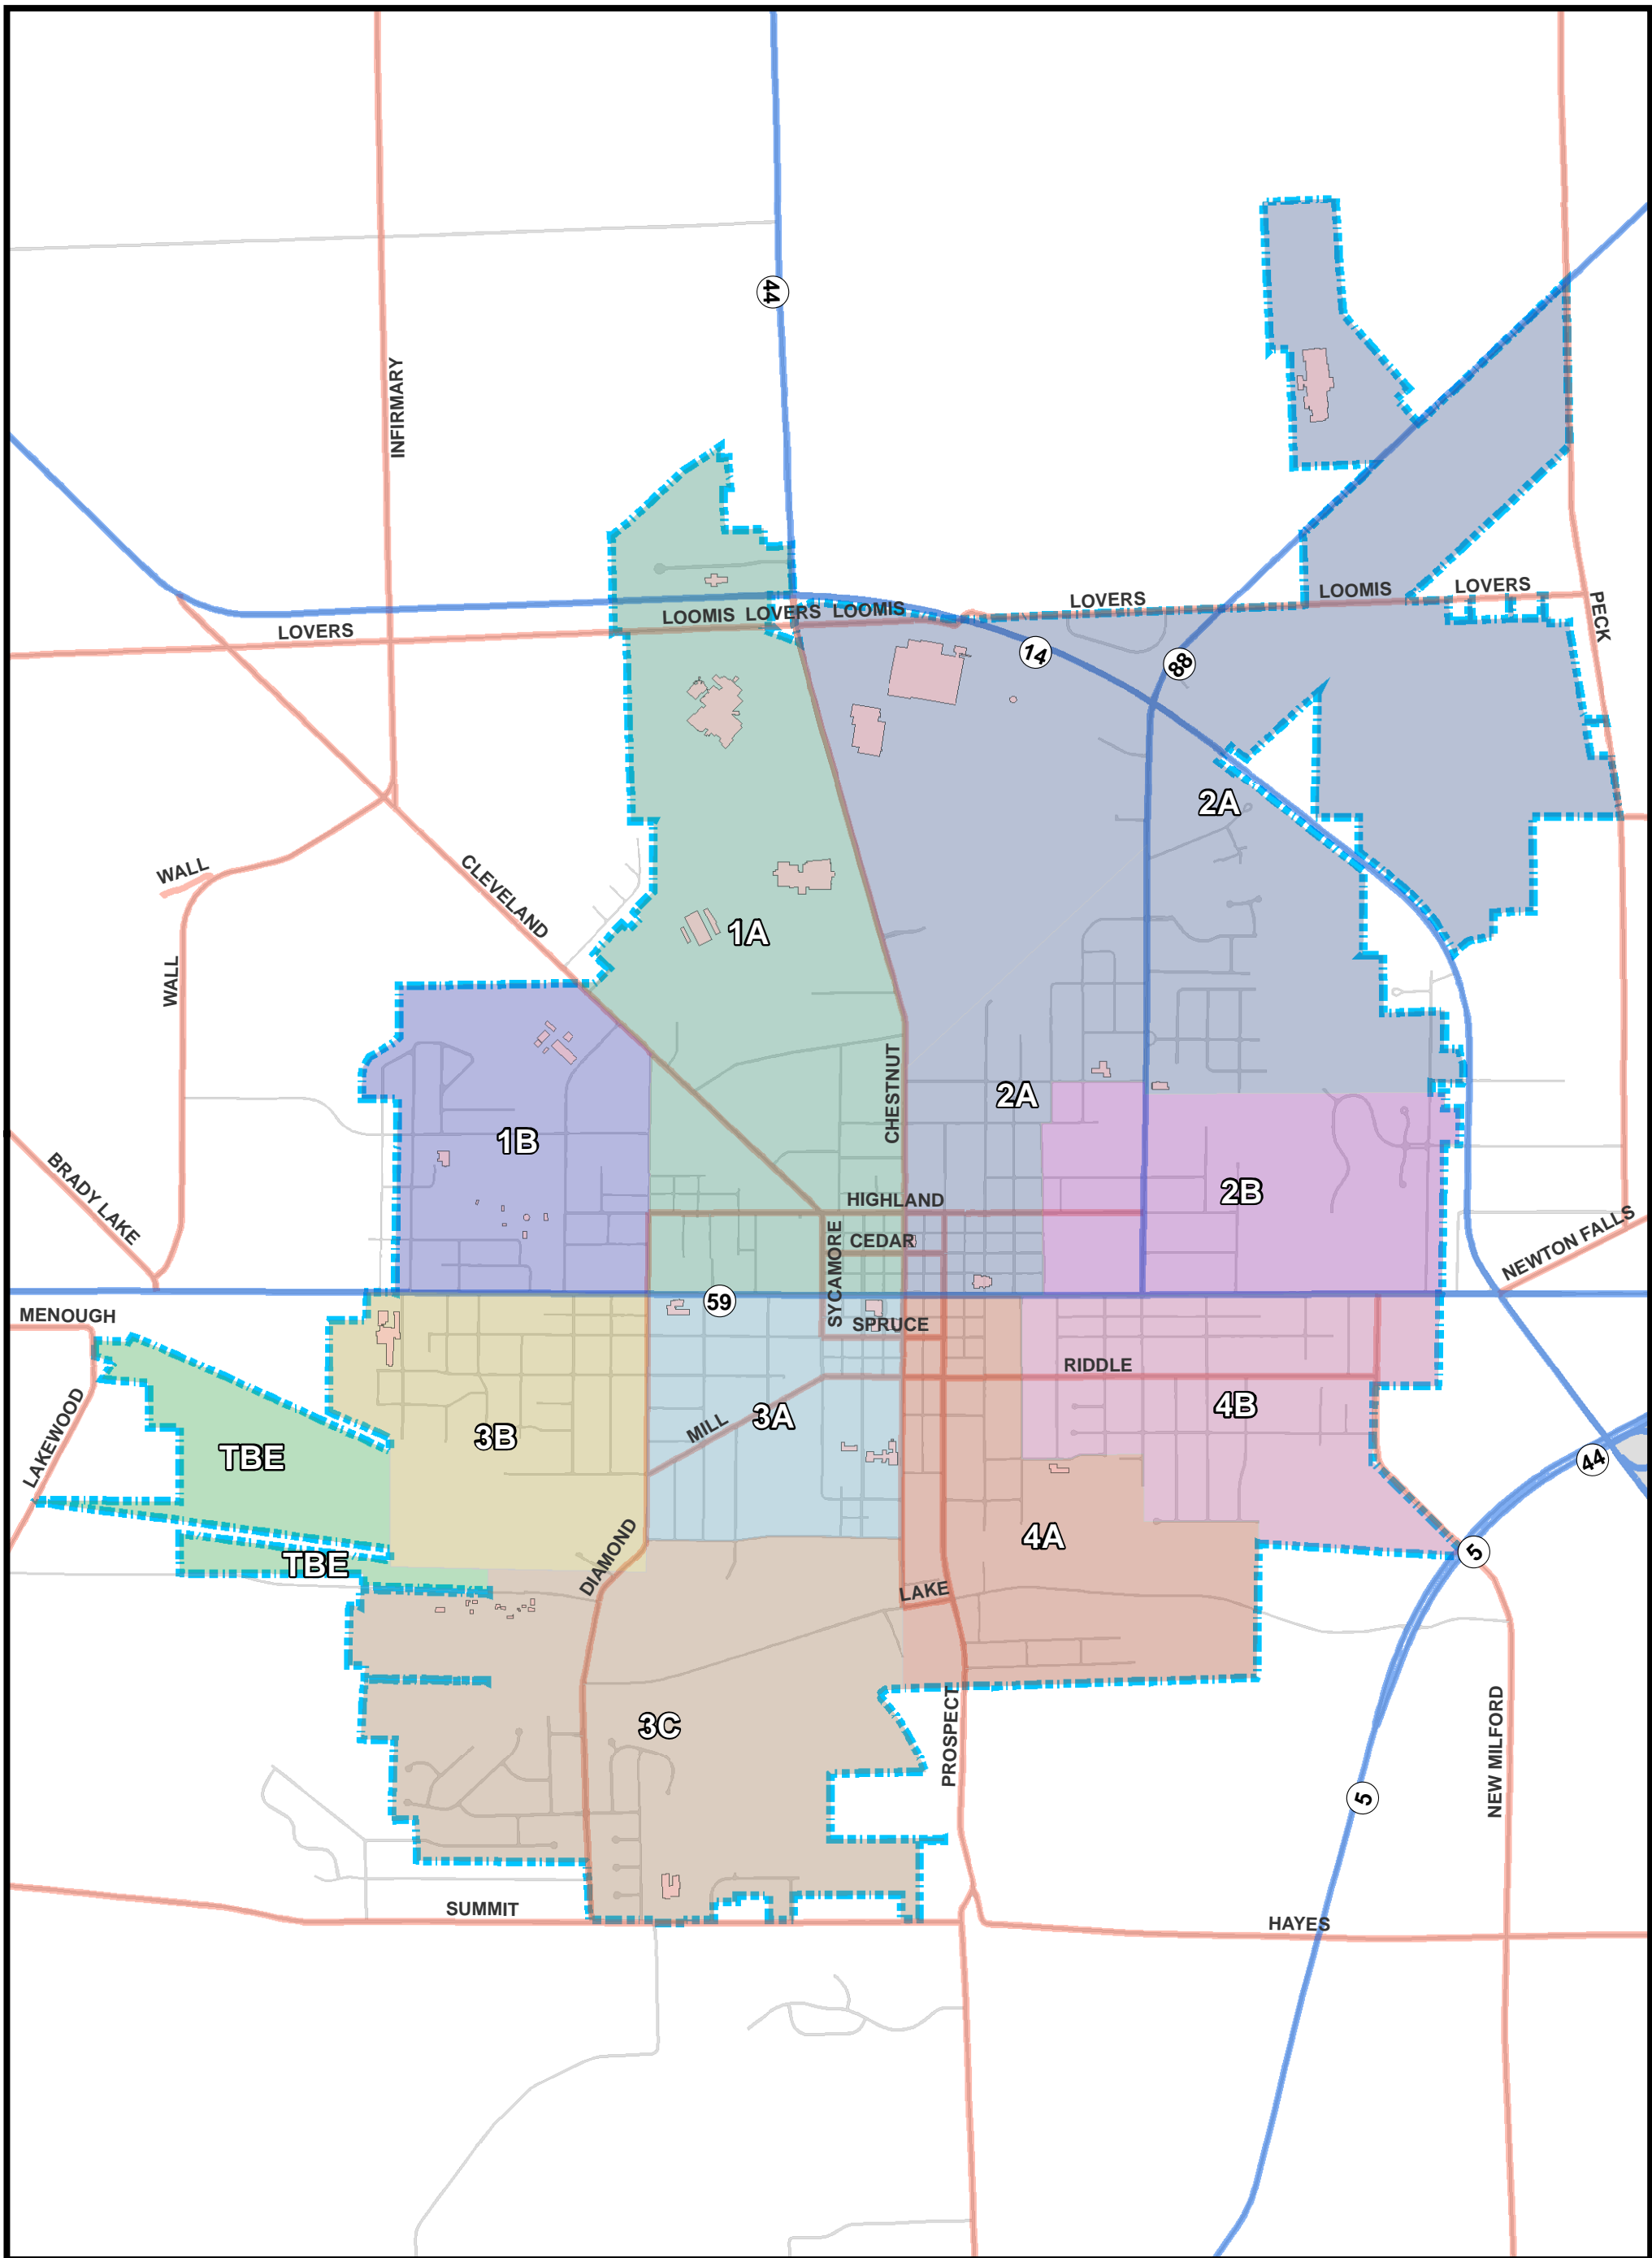 44
INFIRMARY
LOVERS
LOOMIS
LOVERS
LOOMIS
LOVERS
LOOMIS
LOVERS
PECK
14
88
2A
WALL
CLEVELAND
1A
WALL
CHESTNUT
2A
1B
BRADY LAKE
HIGHLAND
2B
CEDAR
SYCAMORE
NEWTON FALLS
59
MENOUGH
SPRUCE
RIDDLE
LAKEWOOD
MILL
3A
4B
3B
TBE
44
DIAMOND
4A
5
TBE
LAKE
3C
PROSPECT
NEW MILFORD
5
SUMMIT
HAYES